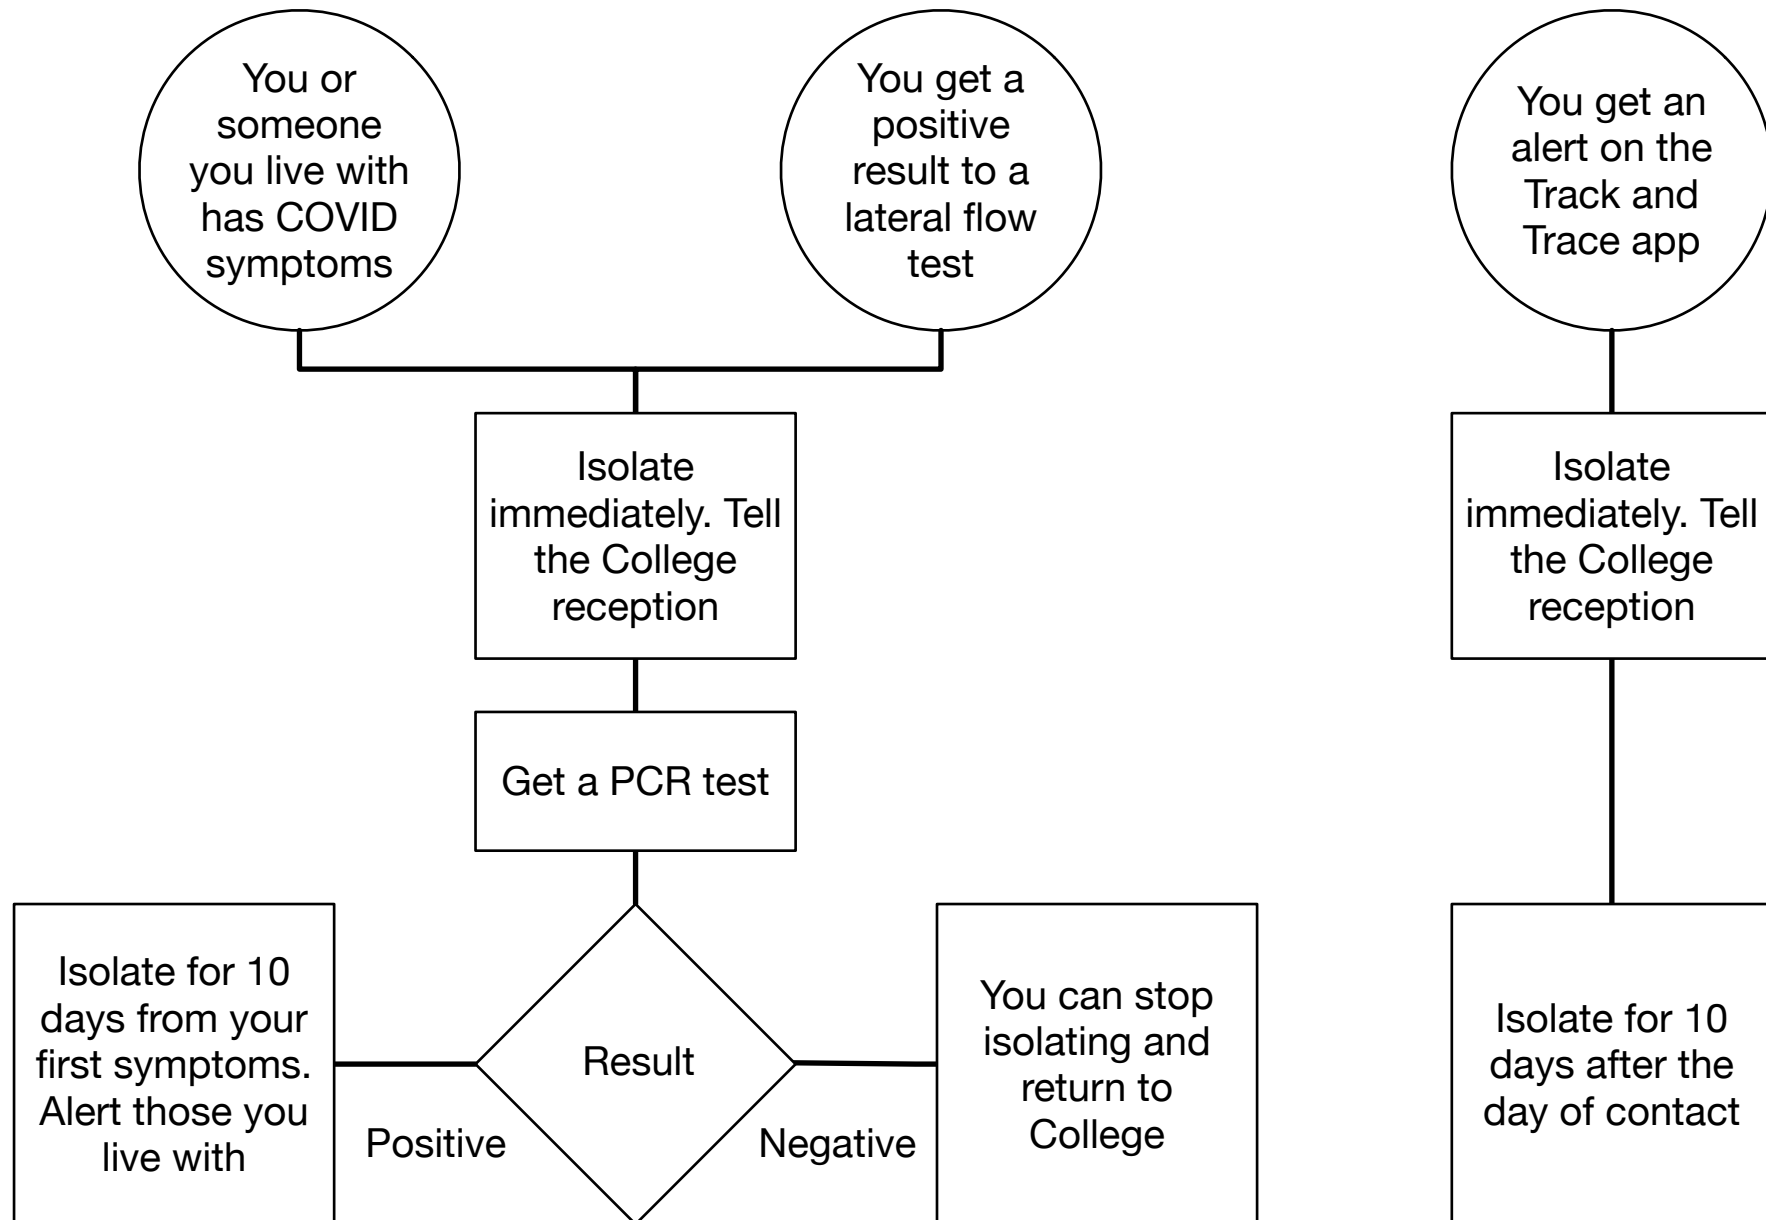 You or
someone
you live with
has COVID
symptoms
You get a
positive
result to a
lateral flow
test
You get an
alert on the
Track and
Trace app
Isolate
immediately. Tell
the College
reception
Isolate
immediately. Tell
the College
reception
Get a PCR test
Isolate for 10
days from your
first symptoms.
Alert those you
live with
Positive
Result
Negative
You can stop
isolating and
return to
College
Isolate for 10
days after the
day of contact